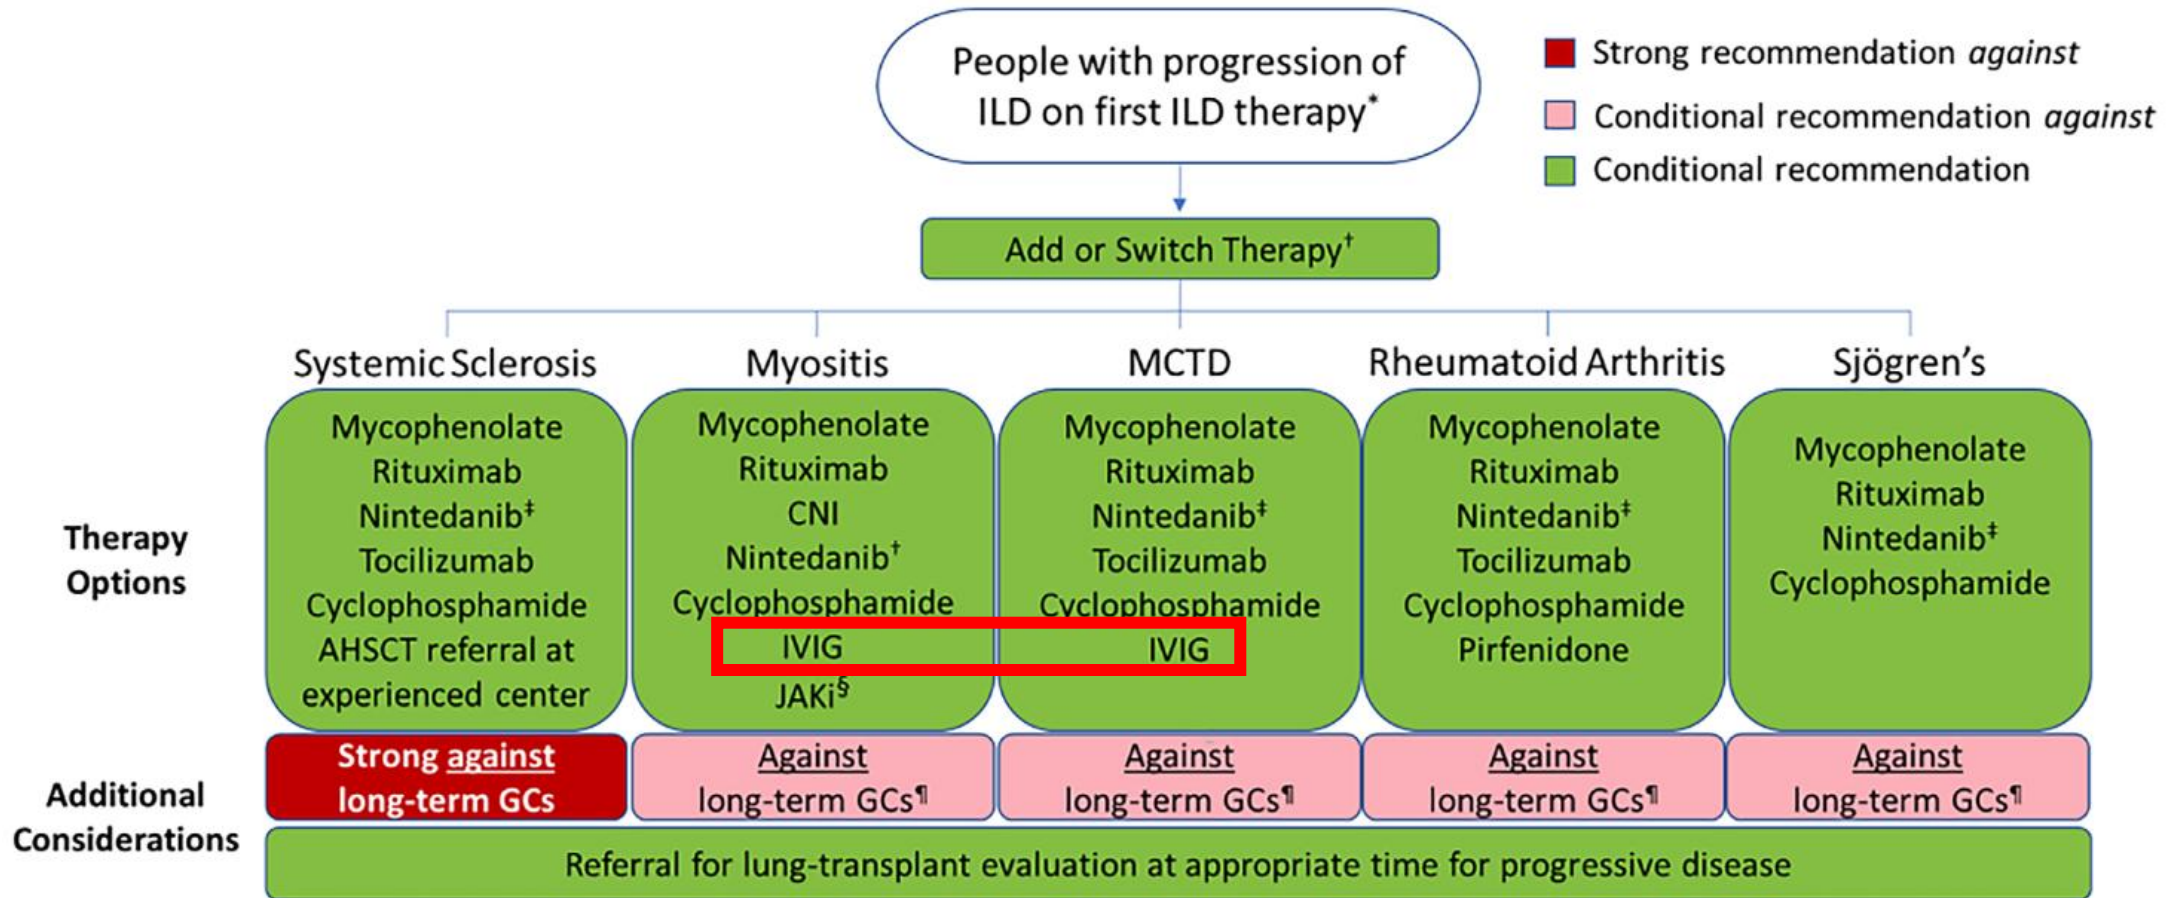 People with progression of
ILD on first ILD therapy*
Strong recommendation against
Conditional recommendation against
Conditional recommendation
Add or Switch Therapy†
Systemic Sclerosis
Myositis
MCTD
Rheumatoid Arthritis
Sjögren’s
Therapy
Options
Mycophenolate
Rituximab
Nintedanib‡
Tocilizumab
Cyclophosphamide
AHSCT referral at
experienced center
Mycophenolate
Rituximab
CNI
Nintedanib†
Cyclophosphamide
IVIG
JAKi§
Mycophenolate
Rituximab
Nintedanib‡
Tocilizumab
Cyclophosphamide
IVIG
Mycophenolate
Rituximab
Nintedanib‡
Tocilizumab
Cyclophosphamide
Pirfenidone
Mycophenolate
Rituximab
Nintedanib‡
Cyclophosphamide
Additional
Considerations
Strong against
long-term GCs
Against
long-term GCs¶
Against
long-term GCs¶
Against
long-term GCs¶
Against
long-term GCs¶
Referral for lung-transplant evaluation at appropriate time for progressive disease